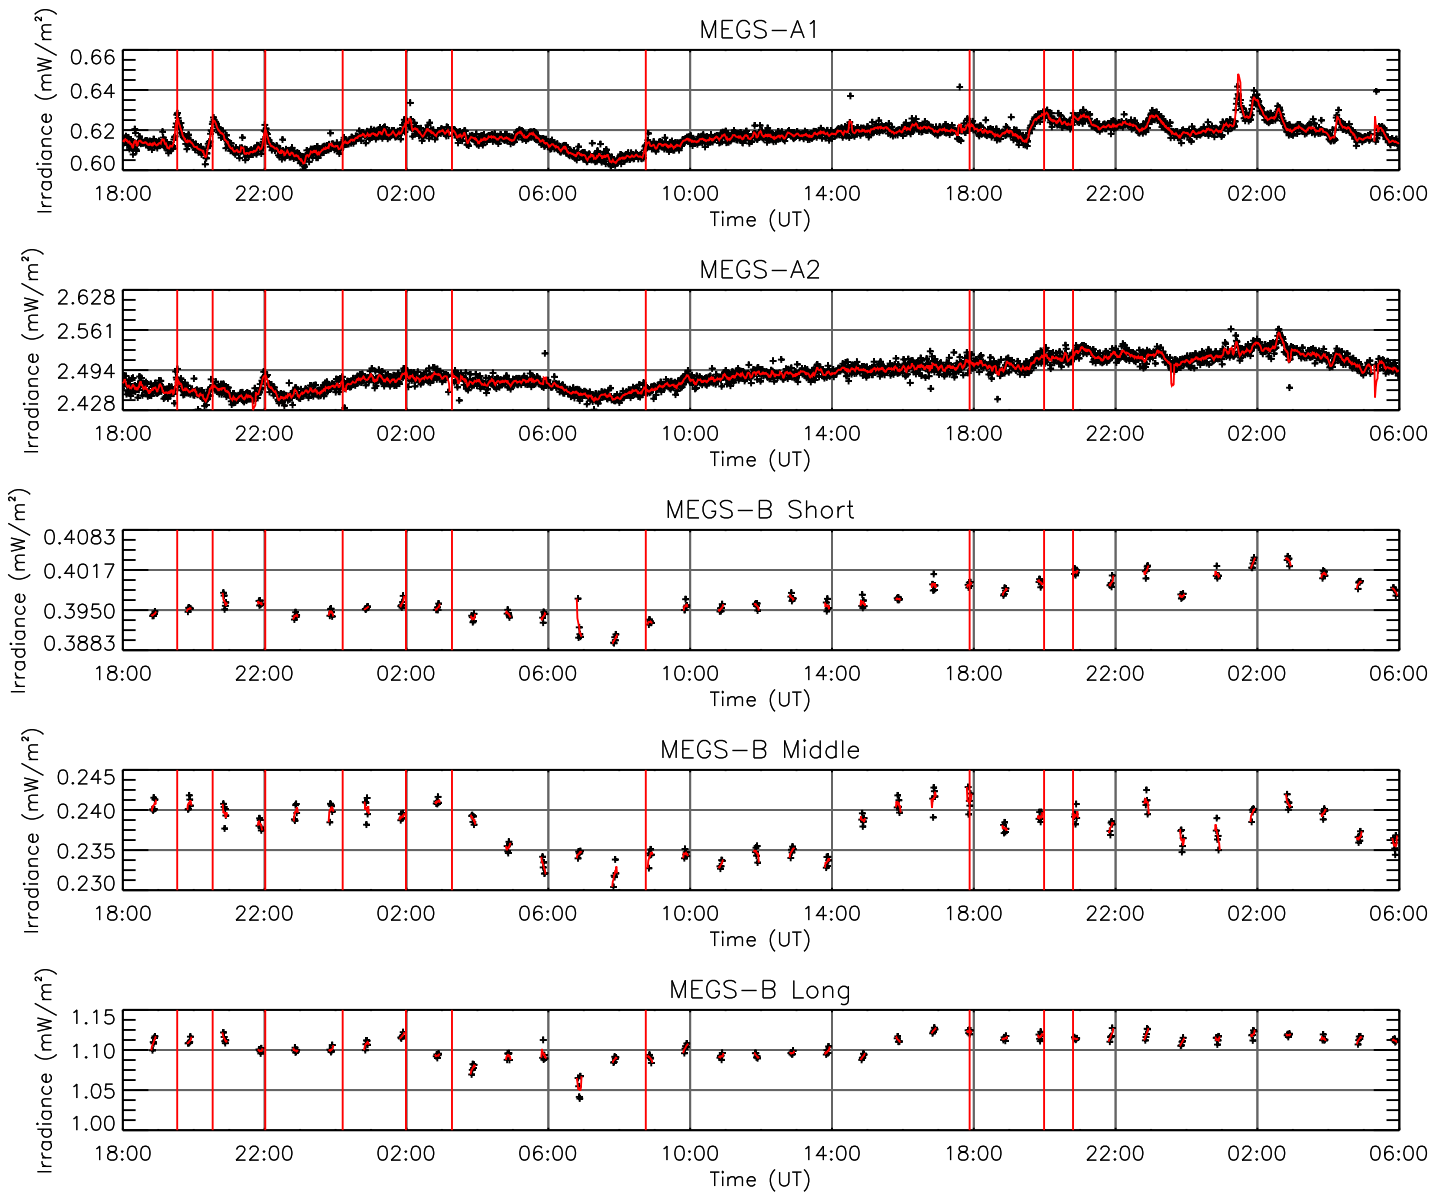 MEGS-A1
Irradiance (mW/m²)
0.66
0.64
0.62
0.60
18:00 22:00 02:00 06:00 10:00 14:00 18:00 22:00 02:00 06:00
Time (UT)
MEGS-A2
Irradiance (mW/m²)
2.628
2.561
2.494
2.428
18:00 22:00 02:00 06:00 10:00 14:00 18:00 22:00 02:00 06:00
Time (UT)
MEGS-B Short
Irradiance (mW/m²)
0.4083
0.4017
0.3950
0.3883
18:00 22:00 02:00 06:00 10:00 14:00 18:00 22:00 02:00 06:00
Time (UT)
MEGS-B Middle
Irradiance (mW/m²)
0.245
0.240
0.235
0.230
18:00 22:00 02:00 06:00 10:00 14:00 18:00 22:00 02:00 06:00
Time (UT)
MEGS-B Long
Irradiance (mW/m²)
1.15
1.10
1.05
1.00
18:00 22:00 02:00 06:00 10:00 14:00 18:00 22:00 02:00 06:00
Time (UT)